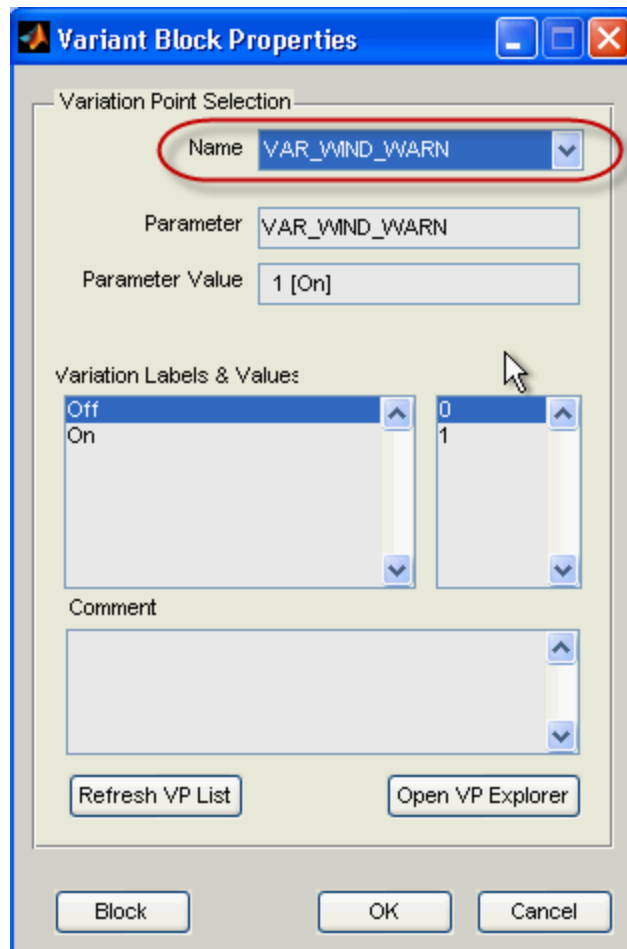 Variant Block Properties
Variation Point Selection
Name VAR_WIND_WARN
Parameter VAR_WIND_WARN
Parameter Value 1 [On]
Variation Labels & Values
Off 0
On 1
Comment
Refresh VP List Open VP Explorer
Block OK Cancel